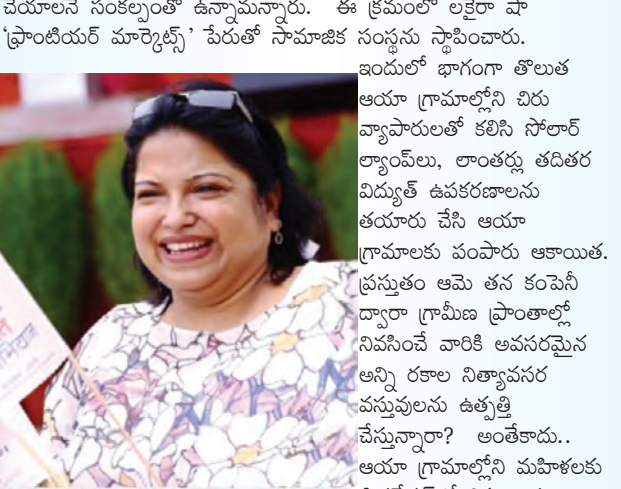 చేయాలనే సంకల్పంతో ఉన్నామన్నారు. ఈ క్రమంలో లకైరా షా
‘ఫ్రాంటియర్ మార్కెట్స్’ పేరుతో సామాజిక సంస్థను స్థాపించారు.
ఇందులో భాగంగా తొలుత
ఆయా గ్రామాల్లోని చిరు
వ్యాపారులతో కలిసి సోలార్
ల్యాంప్‌లు, లాంతర్లు తదితర
విద్యుత్ ఉపకరణాలను
తయారు చేసి ఆయా
గ్రామాలకు పంపారు ఆకాయిత.
ప్రస్తుతం ఆమె తన కంపెనీ
ద్వారా గ్రామీణ ప్రాంతాల్లో
నివసించే వారికి అవసరమైన
అన్ని రకాల నిత్యావసర
వస్తువులను ఉత్పత్తి
చేస్తున్నారా? అంతేకాదు..
ఆయా గ్రామాల్లోని మహిళలకు